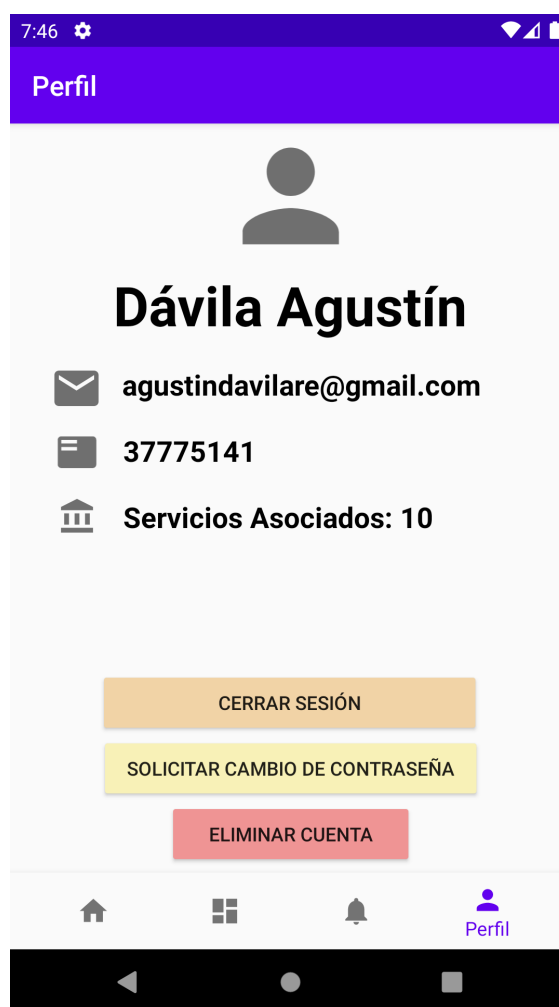 7:46
Perfil
Dávila Agustín
agustindavilare@gmail.com
37775141
Servicios Asociados: 10
CERRAR SESIÓN
SOLICITAR CAMBIO DE CONTRASEÑA
ELIMINAR CUENTA
Perfil